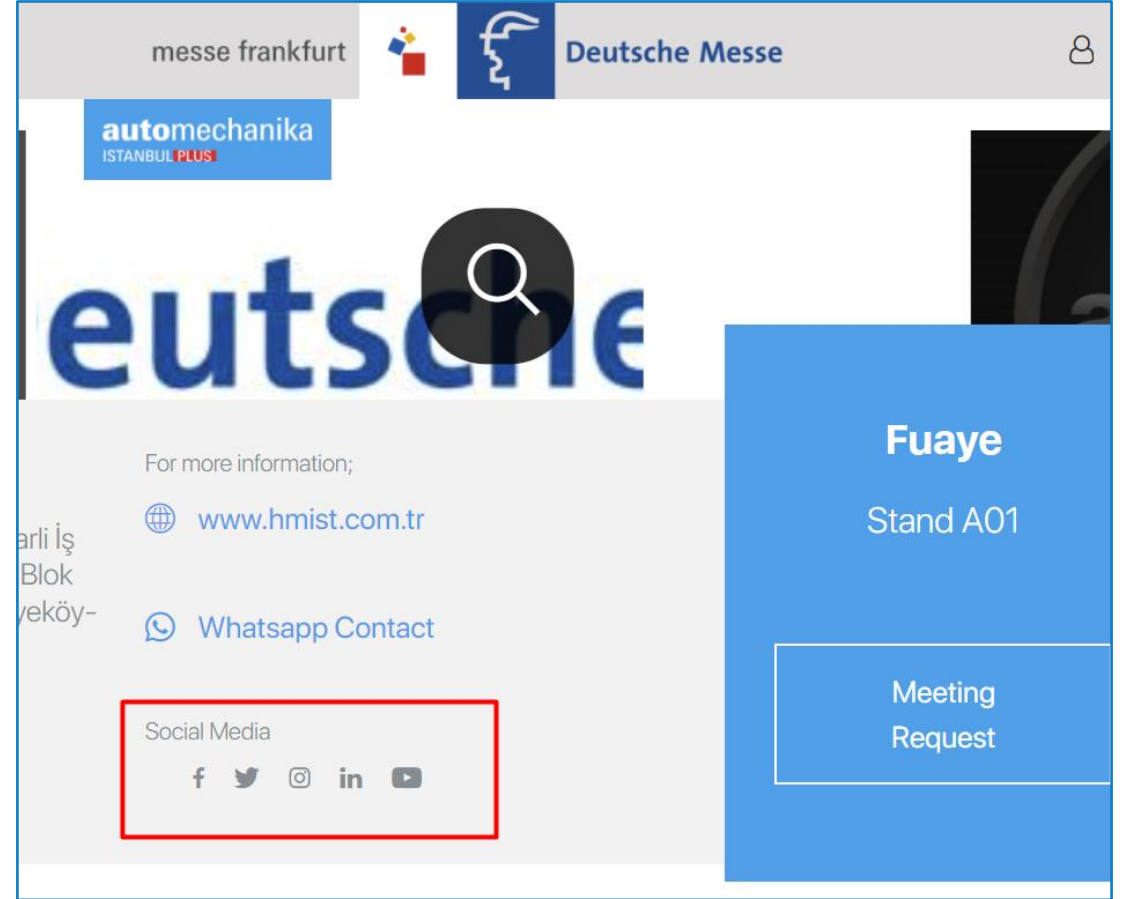 messe frankfurt
Deutsche Messe
automechanika
ISTANBUL PLUS
eutsche
For more information;
www.hmist.com.tr
arli İş
Blok
yeköy-
Whatsapp Contact
Social Media
f in
Fuaye
Stand A01
Meeting
Request